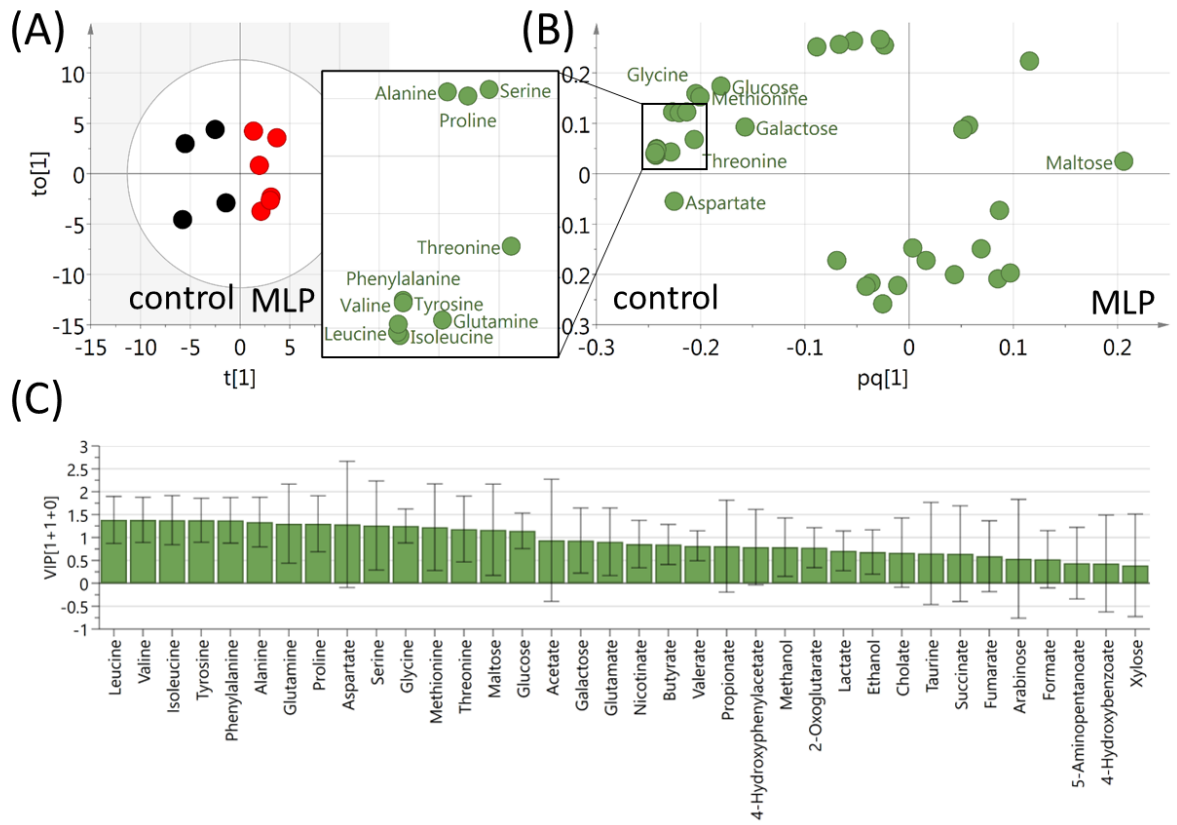 (A)
to[1]
10
5
0
-5
-10
-15
-15
-10
-5
0
5
t[1]
control
MLP
Alanine
Serine
Proline
Threonine
Phenylalanine
Valine
Tyrosine
Glutamine
Leucine
Isoleucine
(B)
0.2
0.1
0
0.1
0.2
0.3
-0.3
-0.2
-0.1
0
0.1
0.2
pq[1]
Glycine
Glucose
Methionine
Galactose
Threonine
Aspartate
Maltose
control
MLP
(C)
VIP[1+1+0]
3
2.5
2
1.5
1
0.5
0
-0.5
-1
Leucine
Valine
Isoleucine
Tyrosine
Phenylalanine
Alanine
Glutamine
Proline
Aspartate
Serine
Glycine
Methionine
Threonine
Maltose
Glucose
Acetate
Galactose
Glutamate
Nicotinate
Butyrate
Valerate
Propionate
4-Hydroxyphenylacetate
Methanol
2-Oxoglutarate
Lactate
Ethanol
Cholate
Taurine
Succinate
Fumarate
Arabinose
Formate
5-Aminopentanoate
4-Hydroxybenzoate
Xylose